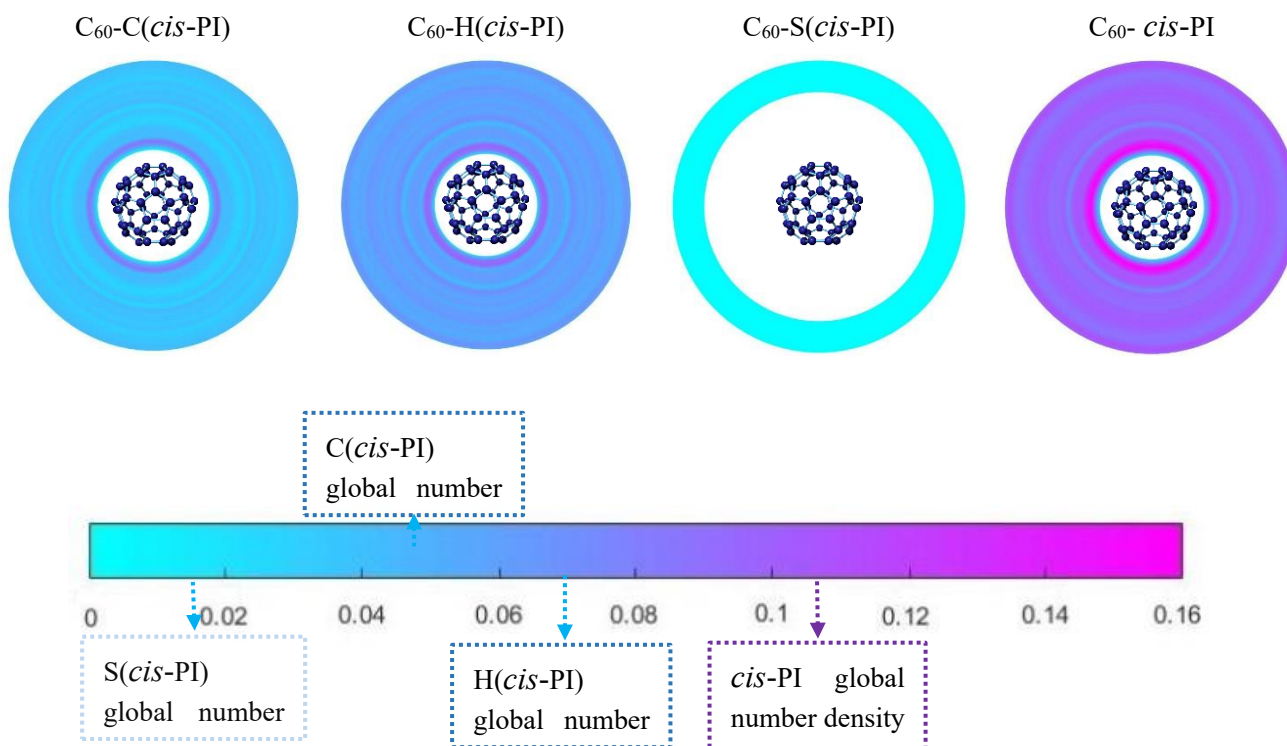 C₆₀-C(cis-PI)
C₆₀-H(cis-PI)
C₆₀-S(cis-PI)
C₆₀- cis-PI
C(cis-PI)
global number
0 0.02 0.04 0.06 0.08 0.1 0.12 0.14 0.16
S(cis-PI)
global number
H(cis-PI)
global number
cis-PI global
number density